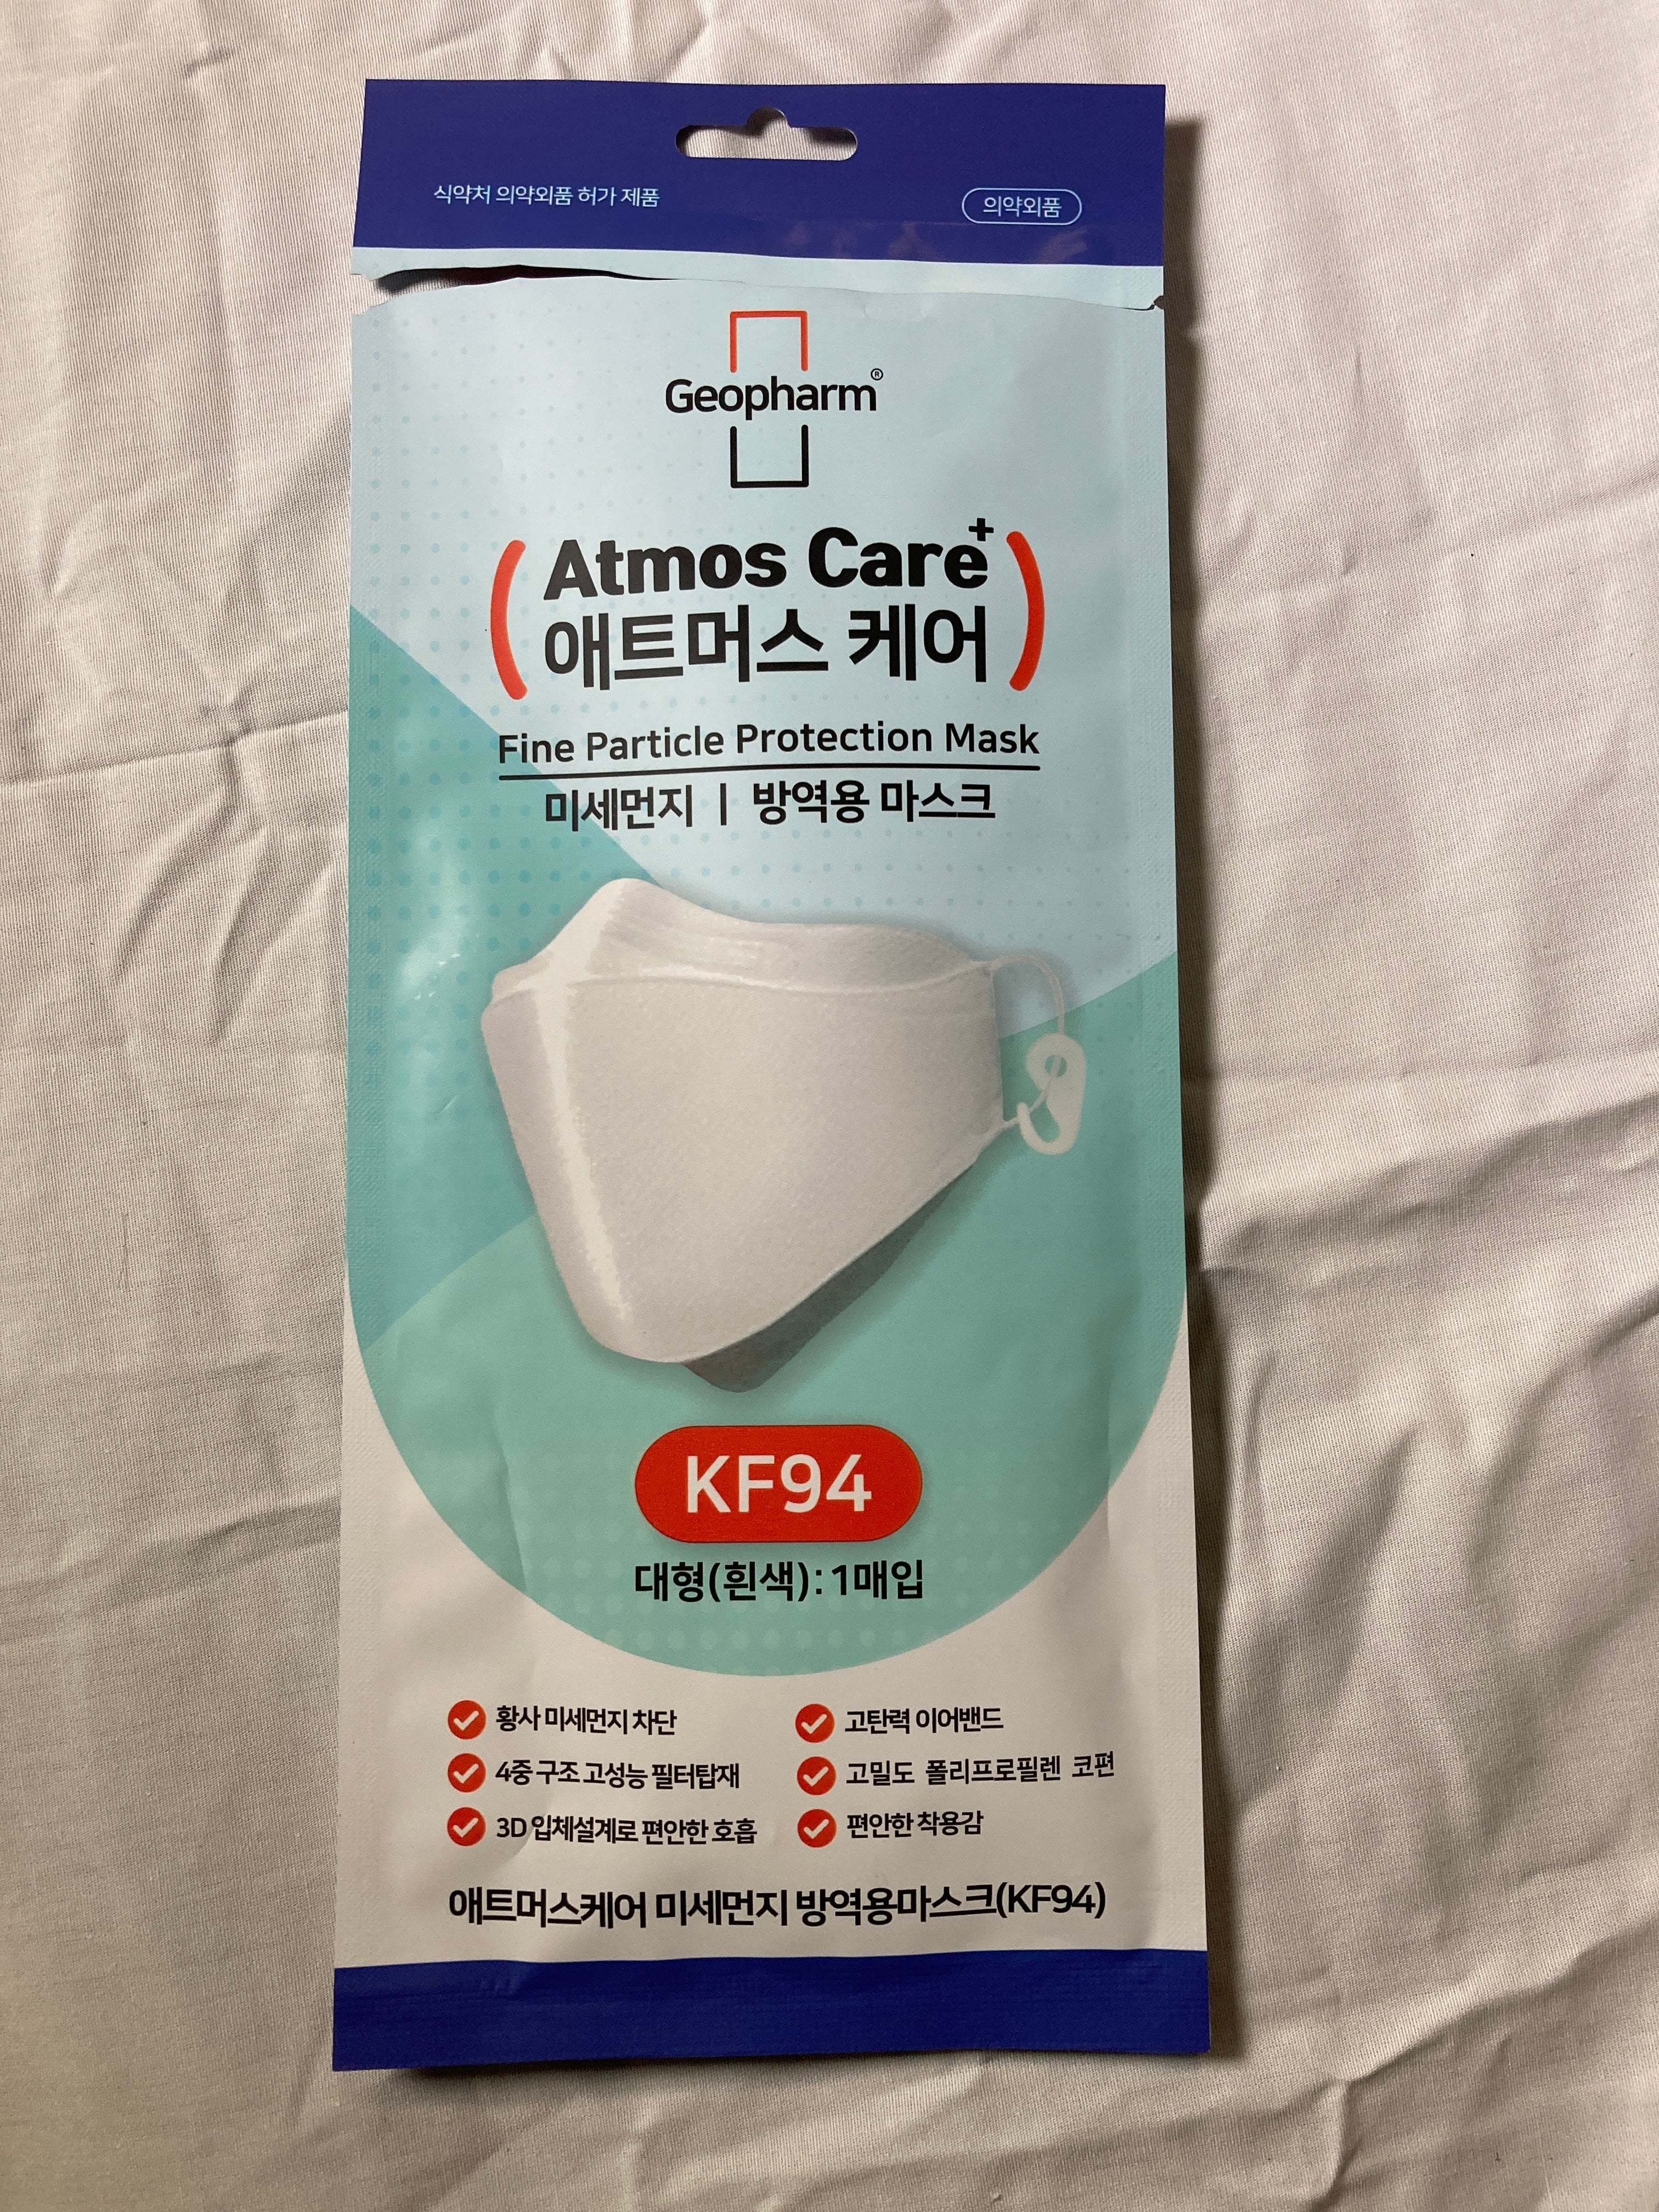 식약처 의약외품 허가 제품
의약외품
Geopharm®
Atmos Care+
애트머스 케어
Fine Particle Protection Mask
미세먼지 | 방역용 마스크
KF94
대형(흰색):1매입
황사 미세먼지 차단
고탄력 이어밴드
4중 구조 고성능 필터탑재
고밀도 폴리프로필렌 코편
3D 입체설계로 편안한 호흡
편안한 착용감
애트머스케어 미세먼지 방역용마스크(KF94)